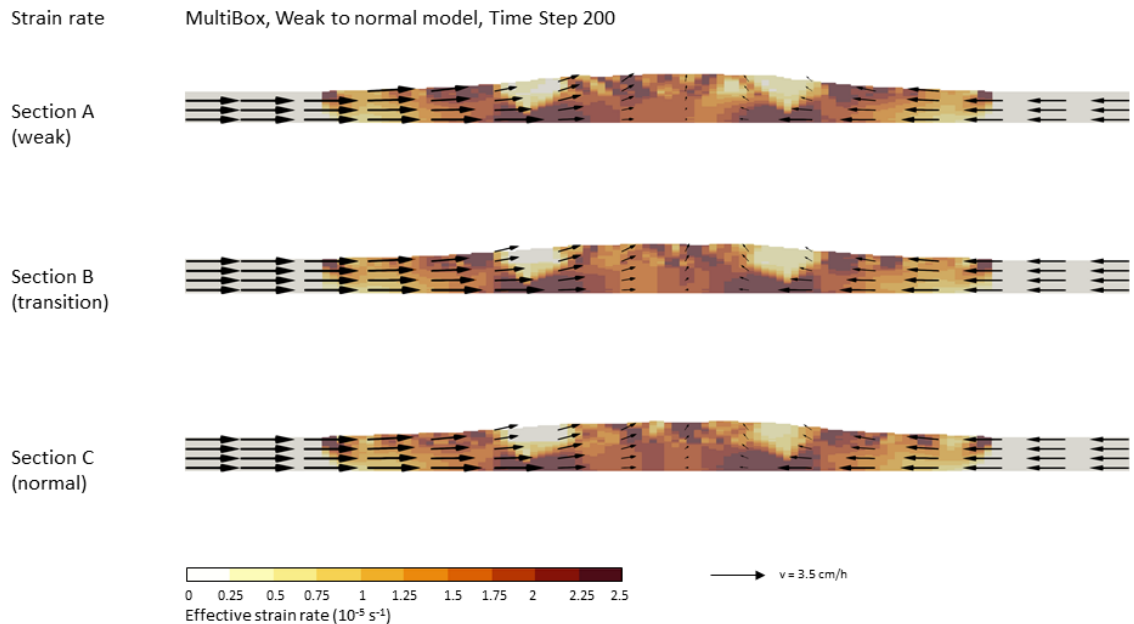 Strain rate
MultiBox, Weak to normal model, Time Step 200
Section A
(weak)
Section B
(transition)
Section C
(normal)
0 0.25 0.5 0.75 1 1.25 1.5 1.75 2 2.25 2.5
Effective strain rate (10⁻⁵ s⁻¹)
v = 3.5 cm/h